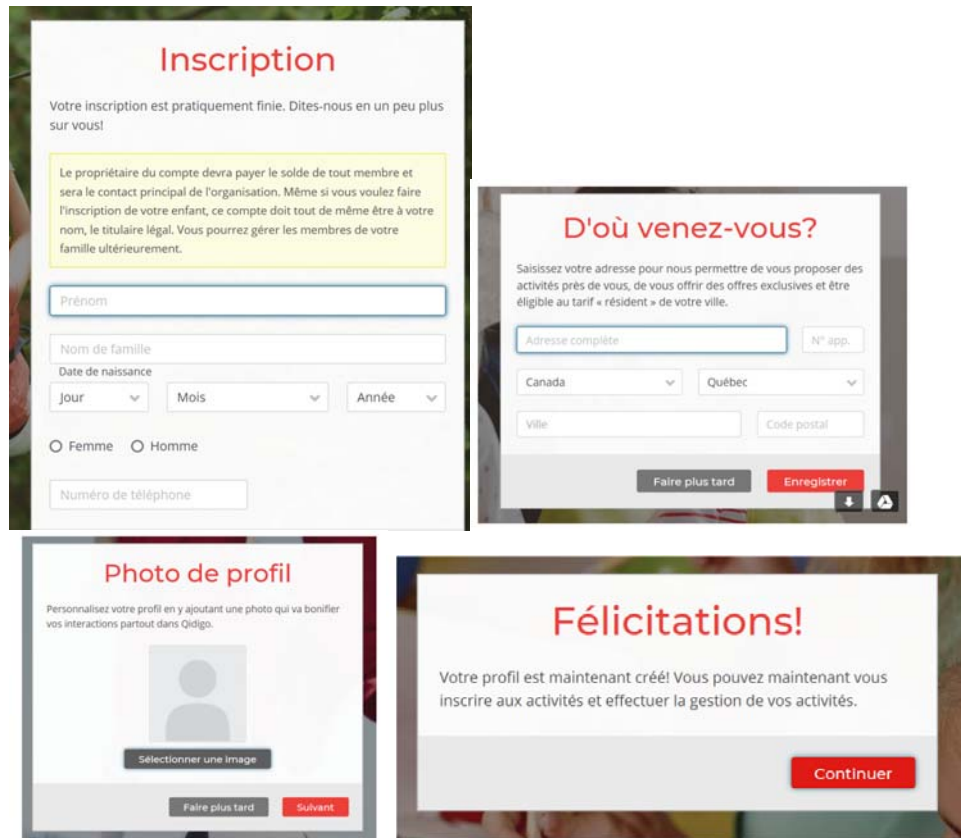 Inscription
Votre inscription est pratiquement finie. Dites-nous en un peu plus
sur vous!
Le propriétaire du compte devra payer le solde de tout membre et
sera le contact principal de l'organisation. Même si vous voulez faire
l'inscription de votre enfant, ce compte doit tout de même être à votre
nom, le titulaire légal. Vous pourrez gérer les membres de votre
famille ultérieurement.
Prénom
Nom de famille
Date de naissance
Jour Mois Année
Femme Homme
Numéro de téléphone
D'où venez-vous?
Saisissez votre adresse pour nous permettre de vous proposer des
activités près de vous, de vous offrir des offres exclusives et être
éligible au tarif « résident » de votre ville.
Adresse complète N° app.
Canada Québec
Ville Code postal
Faire plus tard Enregistrer
Photo de profil
Personnalisez votre profil en y ajoutant une photo qui va bonifier
vos interactions partout dans Qidigo.
Sélectionner une image
Faire plus tard Suivant
Félicitations!
Votre profil est maintenant créé! Vous pouvez maintenant vous
inscrire aux activités et effectuer la gestion de vos activités.
Continuer